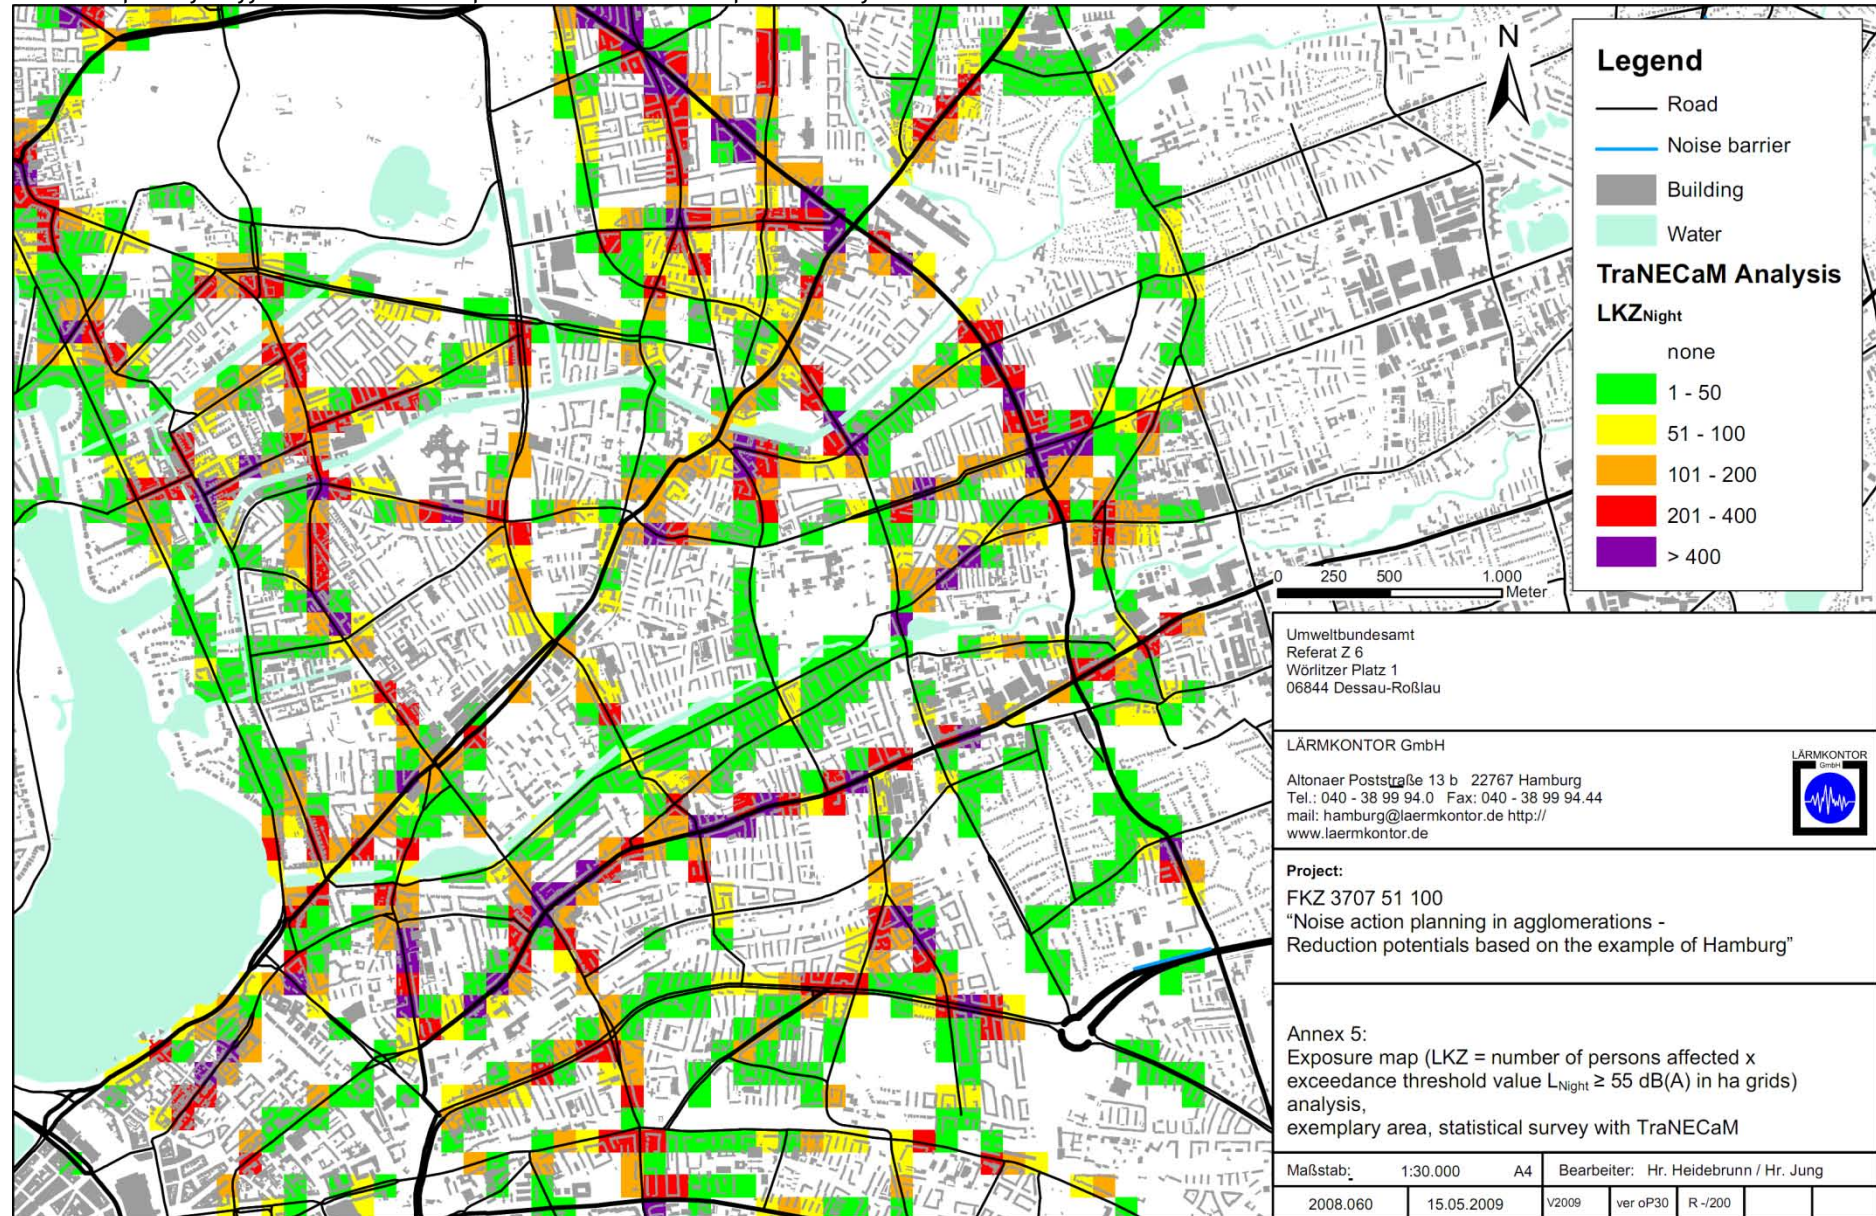 N
Legend
Road
Noise barrier
Building
Water
TraNECaM Analysis
LKZNight
none
1 - 50
51 - 100
101 - 200
201 - 400
> 400
0 250 500 1.000
Meter
Umweltbundesamt
Referat Z 6
Wörlitzer Platz 1
06844 Dessau-Roßlau
LÄRMKONTOR GmbH
Altonaer Poststraße 13 b 22767 Hamburg
Tel.: 040 - 38 99 94.0 Fax: 040 - 38 99 94.44
mail: hamburg@laermkontor.de http://
www.laermkontor.de
LÄRMKONTOR
GmbH
Project:
FKZ 3707 51 100
“Noise action planning in agglomerations -
Reduction potentials based on the example of Hamburg”
Annex 5:
Exposure map (LKZ = number of persons affected x
exceedance threshold value LNight ≥ 55 dB(A) in ha grids)
analysis,
exemplary area, statistical survey with TraNECaM
Maßstab: 1:30.000 A4 Bearbeiter: Hr. Heidebrunn / Hr. Jung
2008.060 15.05.2009 V2009 ver oP30 R -/200